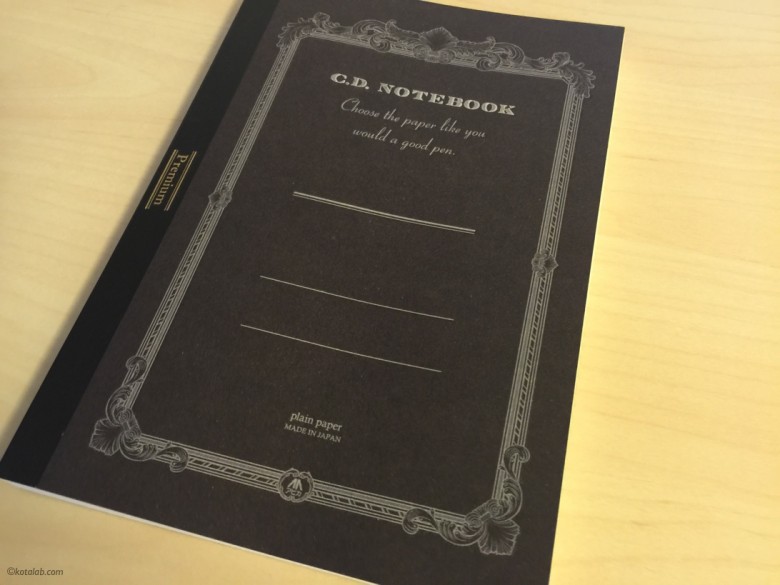 C.D. NOTEBOOK
Choose the paper like you
would a good pen.
Premium
plain paper
MADE IN JAPAN
©kotalab.com